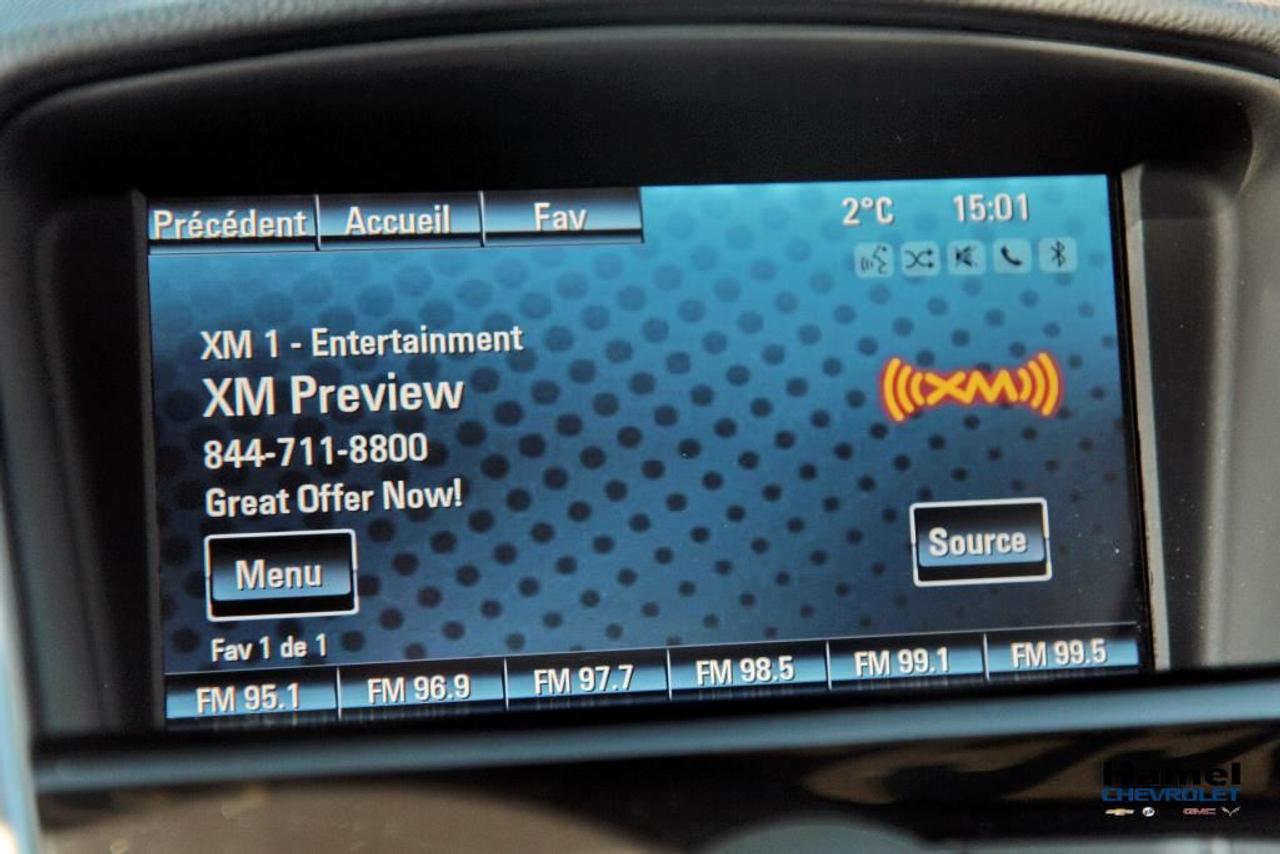 Précédent Accueil Fav 2°C 15:01
XM 1 - Entertainment
XM Preview
((( XM )))
844-711-8800
Great Offer Now!
Menu
Source
Fav 1 de 1
FM 95.1 FM 96.9 FM 97.7 FM 98.5 FM 99.1 FM 99.5
Hamel
CHEVROLET
GMC